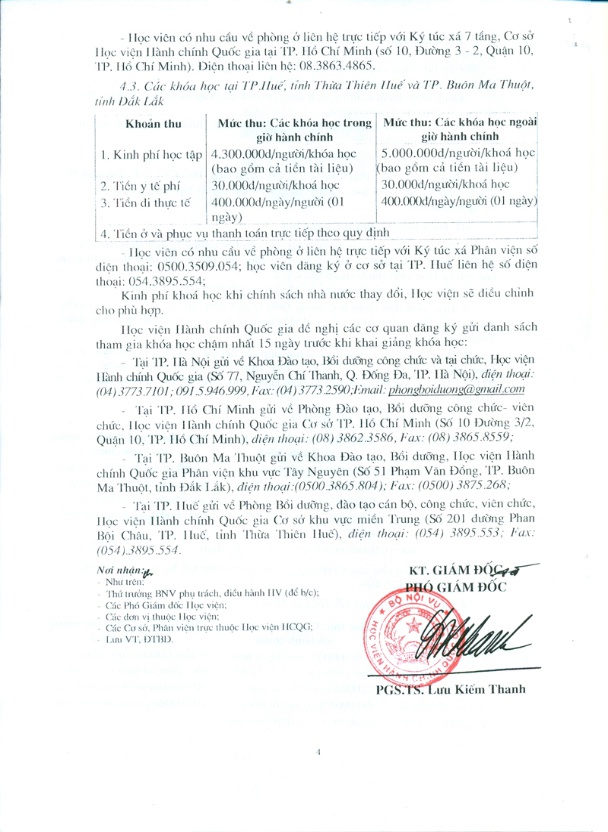 - Học viên có nhu cầu về phòng ở liên hệ trực tiếp với Ký túc xá 7 tầng, Cơ sở
Học viện Hành chính Quốc gia tại TP. Hồ Chí Minh (số 10, Đường 3 - 2, Quận 10,
TP. Hồ Chí Minh). Điện thoại liên hệ: 08.3863.4865.
4.3. Các khóa học tại TP.Huế, tỉnh Thừa Thiên Huế và TP. Buôn Ma Thuột,
tỉnh Đắk Lắk
Khoản thu
Mức thu: Các khóa học trong
giờ hành chính
Mức thu: Các khóa học ngoài
giờ hành chính
1. Kinh phí học tập
4.300.000đ/người/khóa học
(bao gồm cả tiền tài liệu)
5.000.000đ/người/khoá học
(bao gồm cả tiền tài liệu)
2. Tiền y tế phí
30.000đ/người/khoá học
30.000đ/người/khoá học
3. Tiền đi thực tế
400.000đ/ngày/người (01
ngày)
400.000đ/ngày/người (01 ngày)
4. Tiền ở và phục vụ thanh toán trực tiếp theo quy định
- Học viên có nhu cầu về phòng ở liên hệ trực tiếp với Ký túc xá Phân viện số
điện thoại: 0500.3509.054; học viên đăng ký ở cơ sở tại TP. Huế liên hệ số điện
thoại: 054.3895.554;
Kinh phí khoá học khi chính sách nhà nước thay đổi, Học viện sẽ điều chỉnh
cho phù hợp.
Học viện Hành chính Quốc gia đề nghị các cơ quan đăng ký gửi danh sách
tham gia khóa học chậm nhất 15 ngày trước khi khai giảng khóa học:
- Tại TP. Hà Nội gửi về Khoa Đào tạo, Bồi dưỡng công chức và tại chức, Học viện
Hành chính Quốc gia (Số 77, Nguyễn Chí Thanh, Q. Đống Đa, TP. Hà Nội), điện thoại:
(04) 3773.7101; 091.5.946.999, Fax: (04) 3773.2590;Email: phongboiduong@gmail.com
- Tại TP. Hồ Chí Minh gửi về Phòng Đào tạo, Bồi dưỡng công chức- viên
chức, Học viện Hành chính Quốc gia Cơ sở TP. Hồ Chí Minh (Số 10 Đường 3/2,
Quận 10, TP. Hồ Chí Minh), điện thoại: (08) 3862.3586, Fax: (08) 3865.8559;
- Tại TP. Buôn Ma Thuột gửi về Khoa Đào tạo, Bồi dưỡng, Học viện Hành
chính Quốc gia Phân viện khu vực Tây Nguyên (Số 51 Phạm Văn Đồng, TP. Buôn
Ma Thuột, tỉnh Đắk Lắk), điện thoại:(0500.3865.804); Fax: (0500) 3875.268;
- Tại TP. Huế gửi về Phòng Bồi dưỡng, đào tạo cán bộ, công chức, viên chức,
Học viện Hành chính Quốc gia Cơ sở khu vực miền Trung (Số 201 đường Phan
Bội Châu, TP. Huế, tỉnh Thừa Thiên Huế), điện thoại: (054) 3895.553; Fax:
(054).3895.554.
Nơi nhận:
- Như trên;
- Thứ trưởng BNV phụ trách, điều hành HV (để b/c);
- Các Phó Giám đốc Học viện;
- Các đơn vị thuộc Học viện;
- Các Cơ sở, Phân viện trực thuộc Học viện HCQG;
- Lưu VT, ĐTBD.
KT. GIÁM ĐỐC
PHÓ GIÁM ĐỐC
BỘ NỘI VỤ
HỌC VIỆN HÀNH CHÍNH QUỐC
PGS.TS. Lưu Kiếm Thanh
4